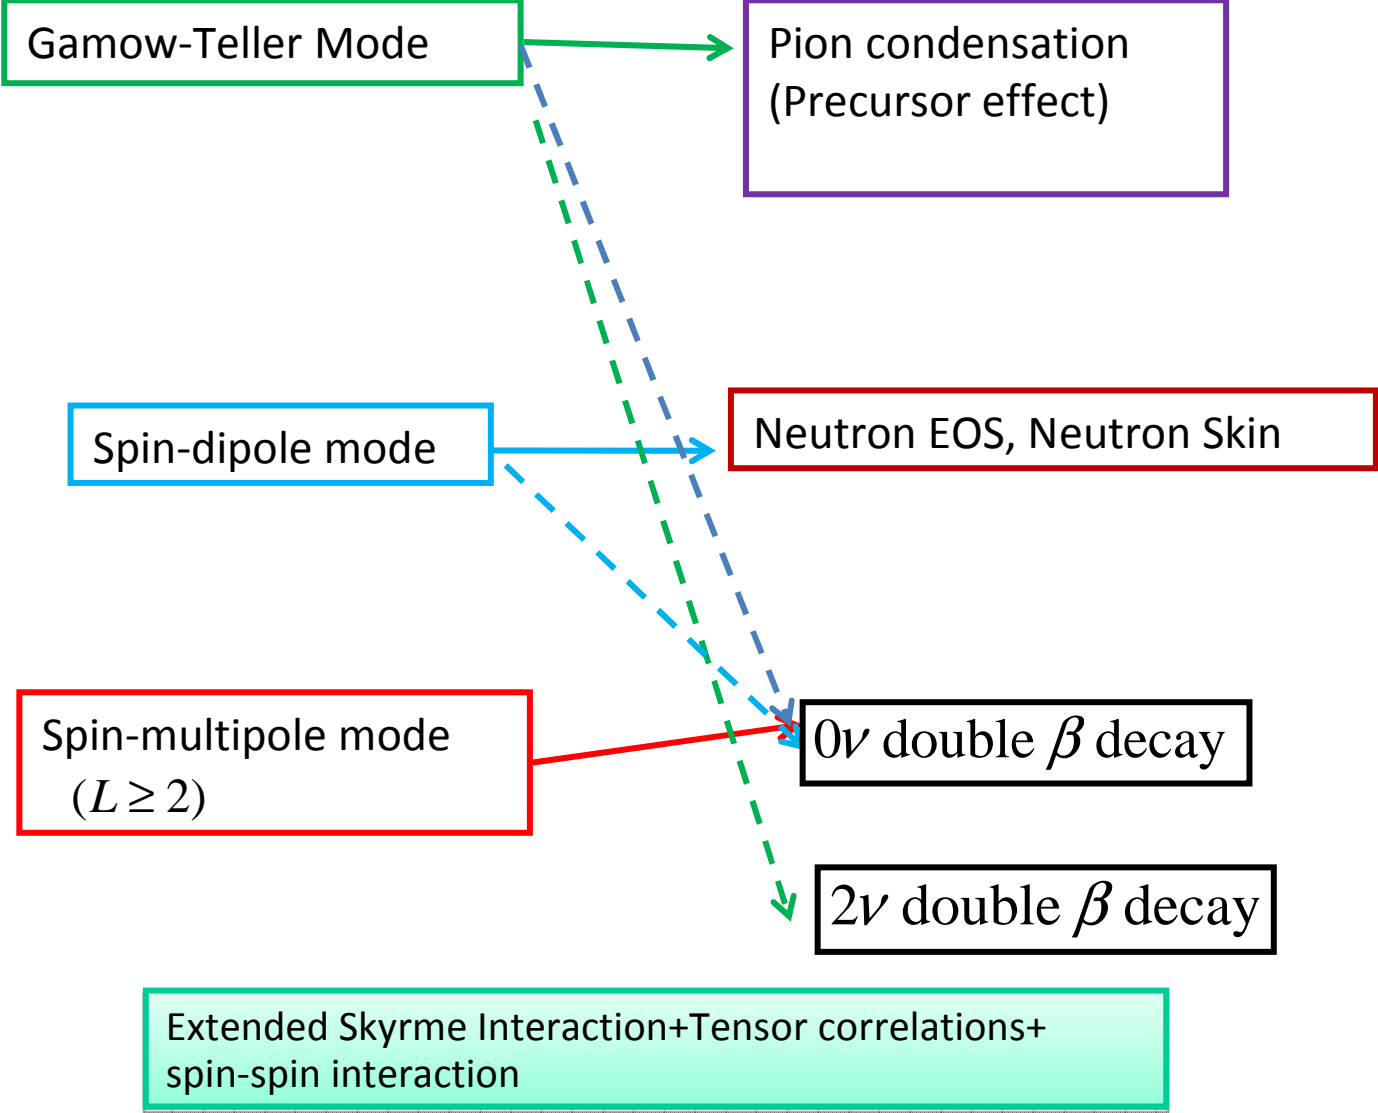 Gamow-Teller Mode
Pion condensation
(Precursor effect)
Spin-dipole mode
Neutron EOS, Neutron Skin
Spin-multipole mode
(L ≥ 2)
0ν double β decay
2ν double β decay
Extended Skyrme Interaction+Tensor correlations+
spin-spin interaction